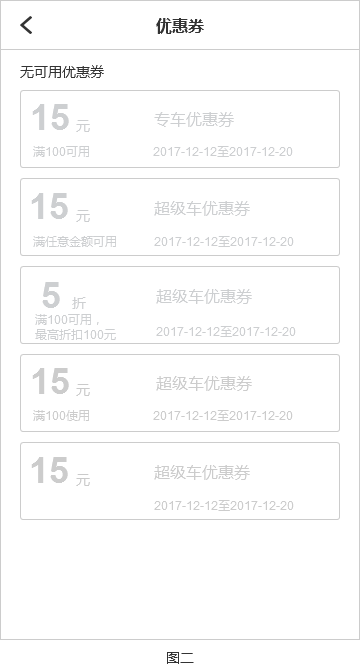 优惠券
无可用优惠券
15 元 专车优惠券
满100可用 2017-12-12至2017-12-20
15 元 超级车优惠券
满任意金额可用 2017-12-12至2017-12-20
5 折 超级车优惠券
满100可用，
最高折扣100元 2017-12-12至2017-12-20
15 元 超级车优惠券
满100使用 2017-12-12至2017-12-20
15 元 超级车优惠券
2017-12-12至2017-12-20
图二